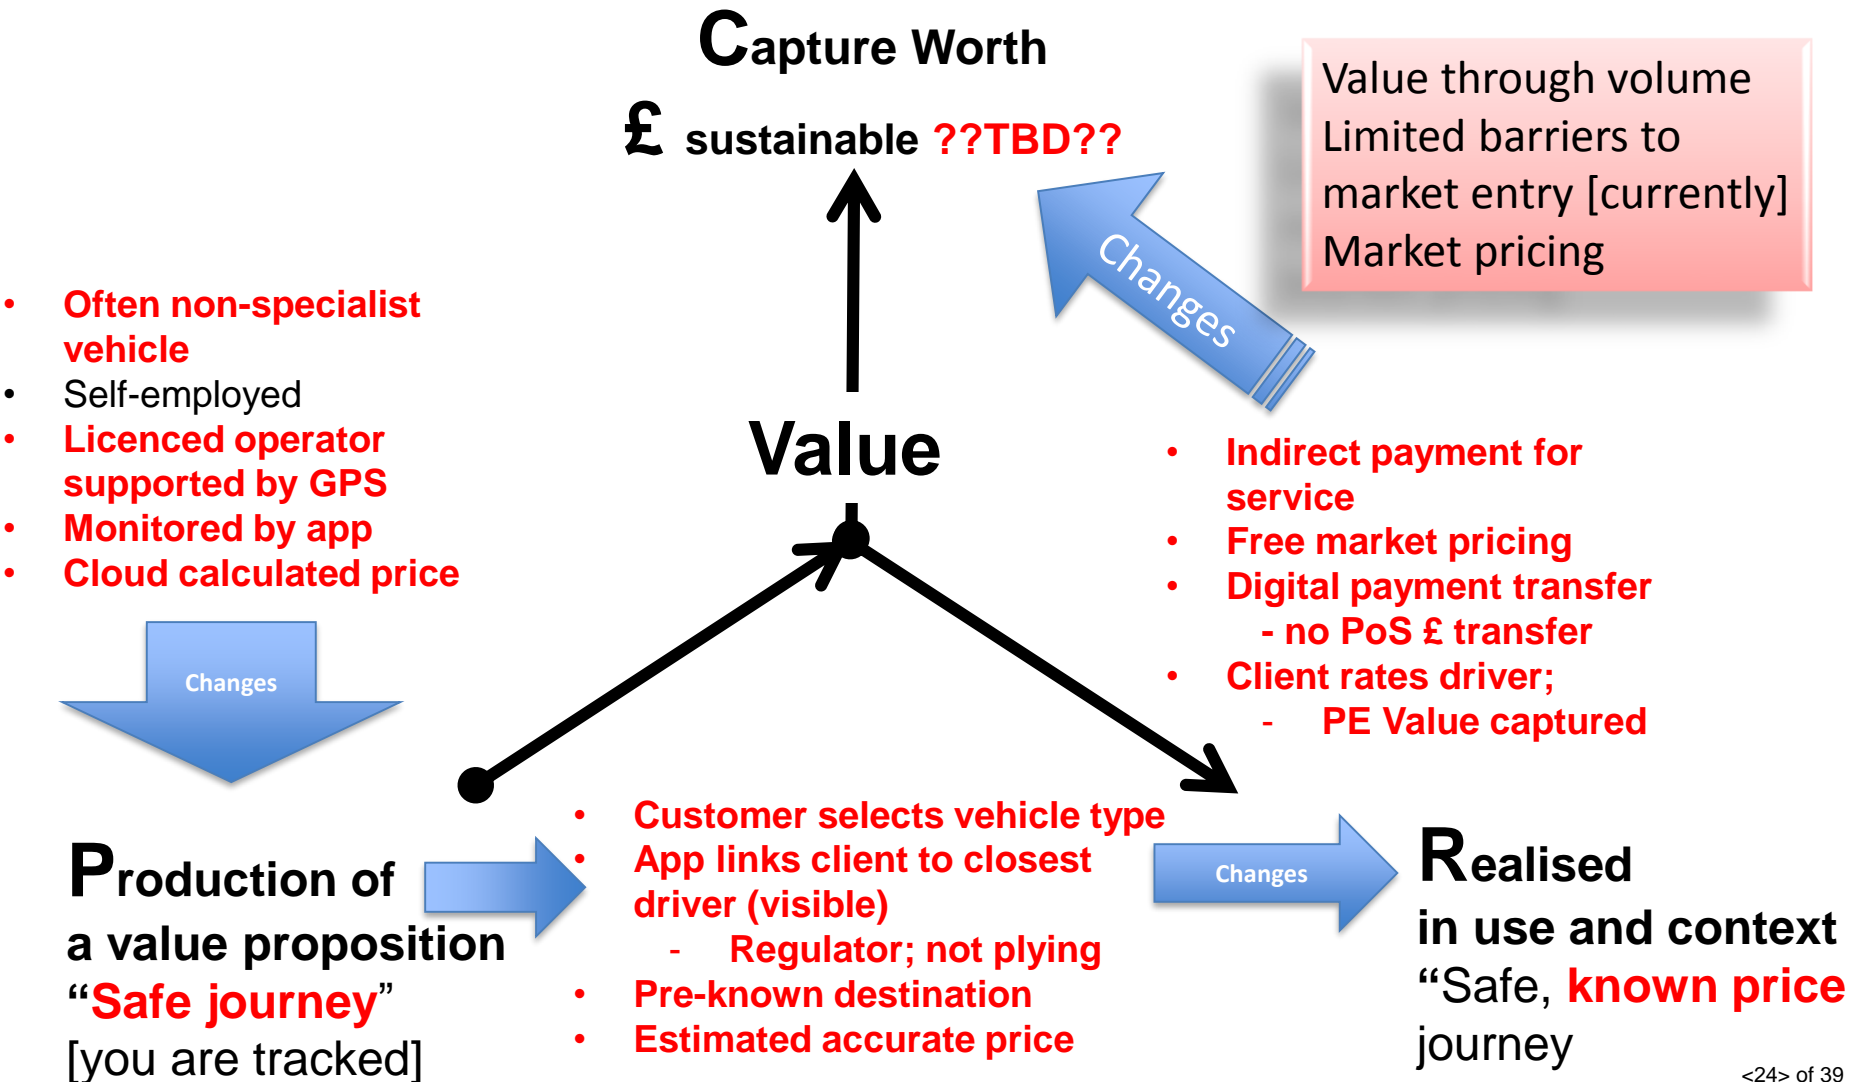 Capture Worth
£ sustainable ??TBD??
Value through volume
Limited barriers to
market entry [currently]
Market pricing
Changes
• Often non-specialist
vehicle
• Self-employed
• Licenced operator
supported by GPS
• Monitored by app
• Cloud calculated price
Changes
Value
• Indirect payment for
service
• Free market pricing
• Digital payment transfer
- no PoS £ transfer
• Client rates driver;
- PE Value captured
Production of
a value proposition
“Safe journey”
[you are tracked]
• Customer selects vehicle type
• App links client to closest
driver (visible)
- Regulator; not plying
• Pre-known destination
• Estimated accurate price
Changes
Realised
in use and context
“Safe, known price
journey
<24> of 39